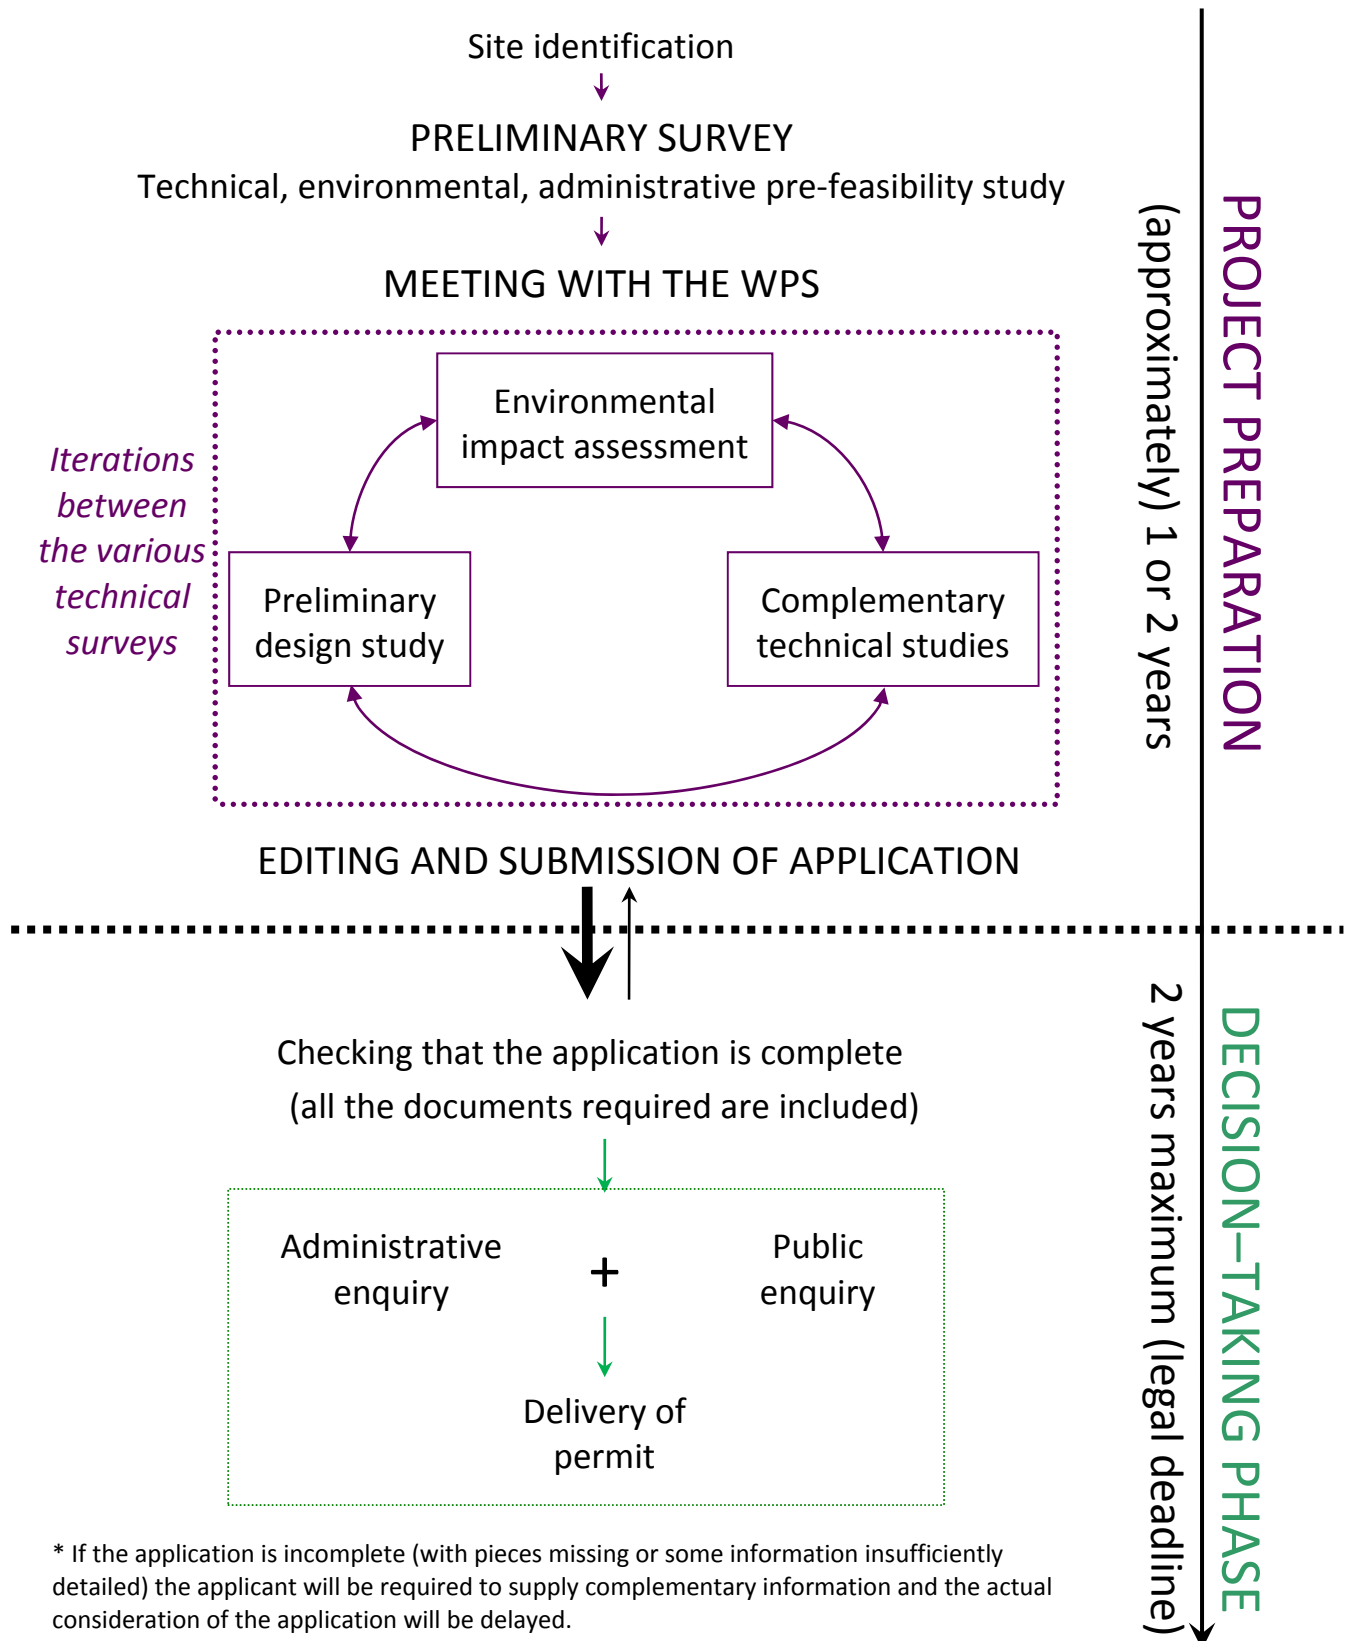 Site identification
PRELIMINARY SURVEY
Technical, environmental, administrative pre-feasibility study
MEETING WITH THE WPS
Environmental
impact assessment
Iterations
between
the various
technical
surveys
Preliminary
design study
Complementary
technical studies
EDITING AND SUBMISSION OF APPLICATION
PROJECT PREPARATION
(approximately) 1 or 2 years
Checking that the application is complete
(all the documents required are included)
Administrative
enquiry
+
Public
enquiry
Delivery of
permit
DECISION–TAKING PHASE
2 years maximum (legal deadline)
* If the application is incomplete (with pieces missing or some information insufficiently
detailed) the applicant will be required to supply complementary information and the actual
consideration of the application will be delayed.